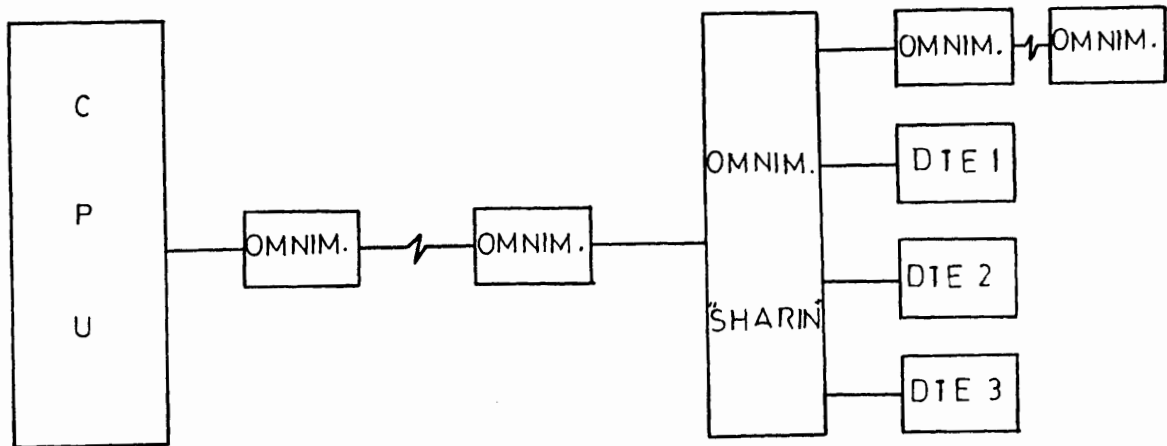 C
P
U
OMNIM.
OMNIM.
OMNIM.
"SHARIN"
OMNIM.
OMNIM.
DTE 1
DTE 2
DTE 3